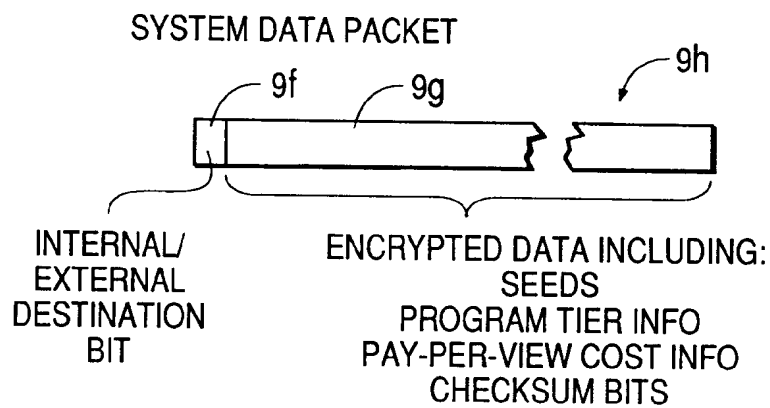 SYSTEM DATA PACKET
9f
9g
9h
INTERNAL/
EXTERNAL
DESTINATION
BIT
ENCRYPTED DATA INCLUDING:
SEEDS
PROGRAM TIER INFO
PAY-PER-VIEW COST INFO
CHECKSUM BITS